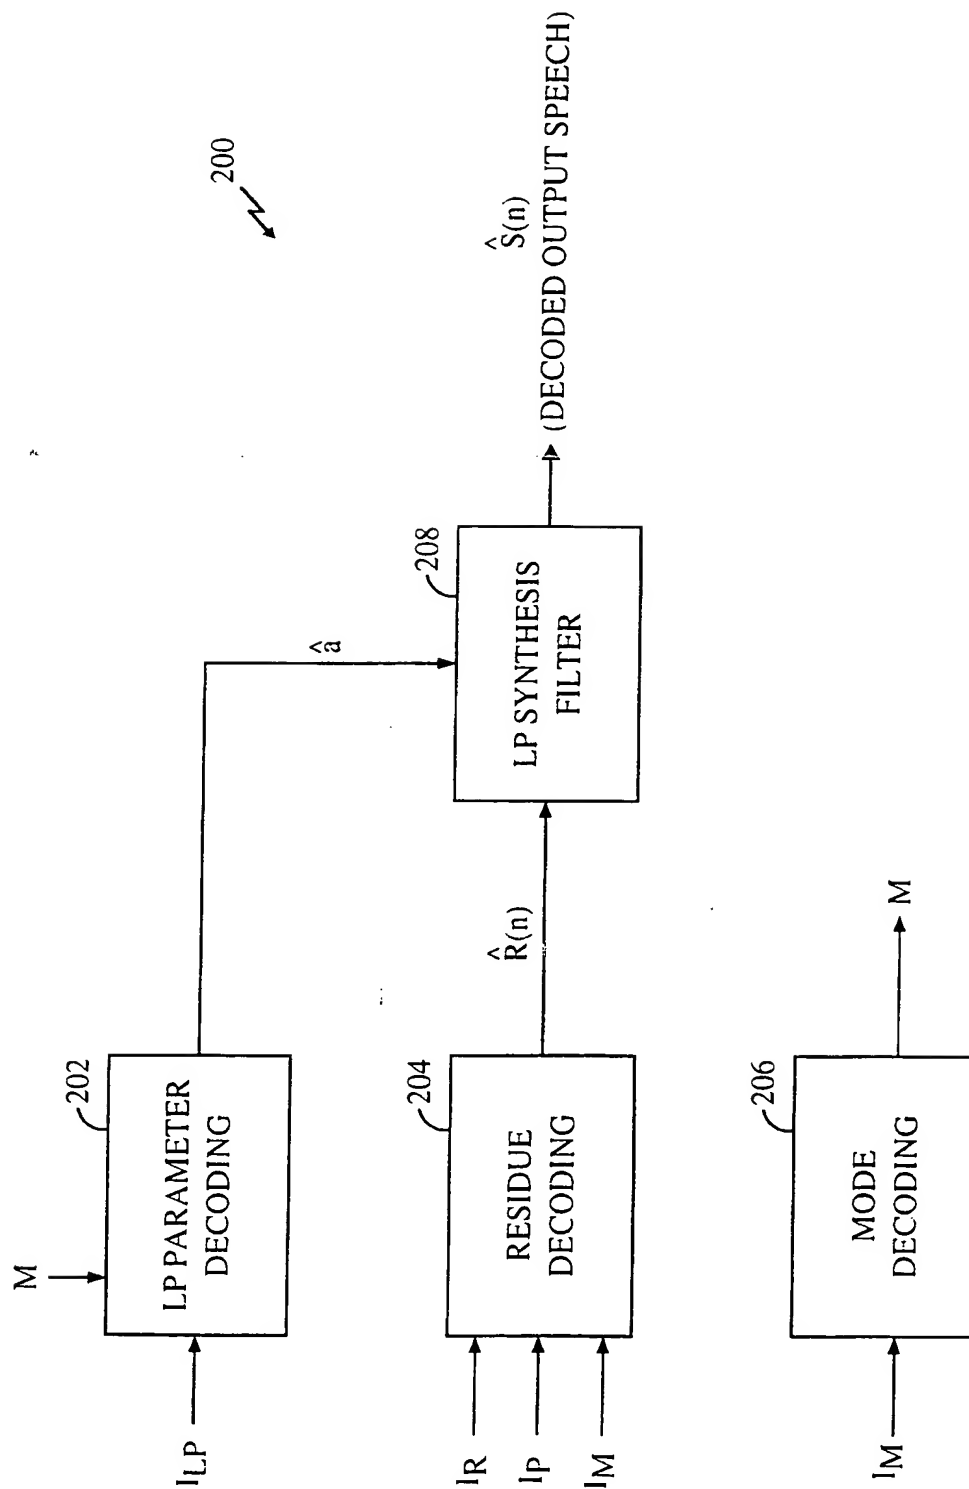 200
M
I_LP
LP PARAMETER
DECODING
202
â
I_R
I_P
I_M
RESIDUE
DECODING
204
R̂(n)
LP SYNTHESIS
FILTER
208
Ŝ(n)
(DECODED OUTPUT SPEECH)
I_M
MODE
DECODING
206
M